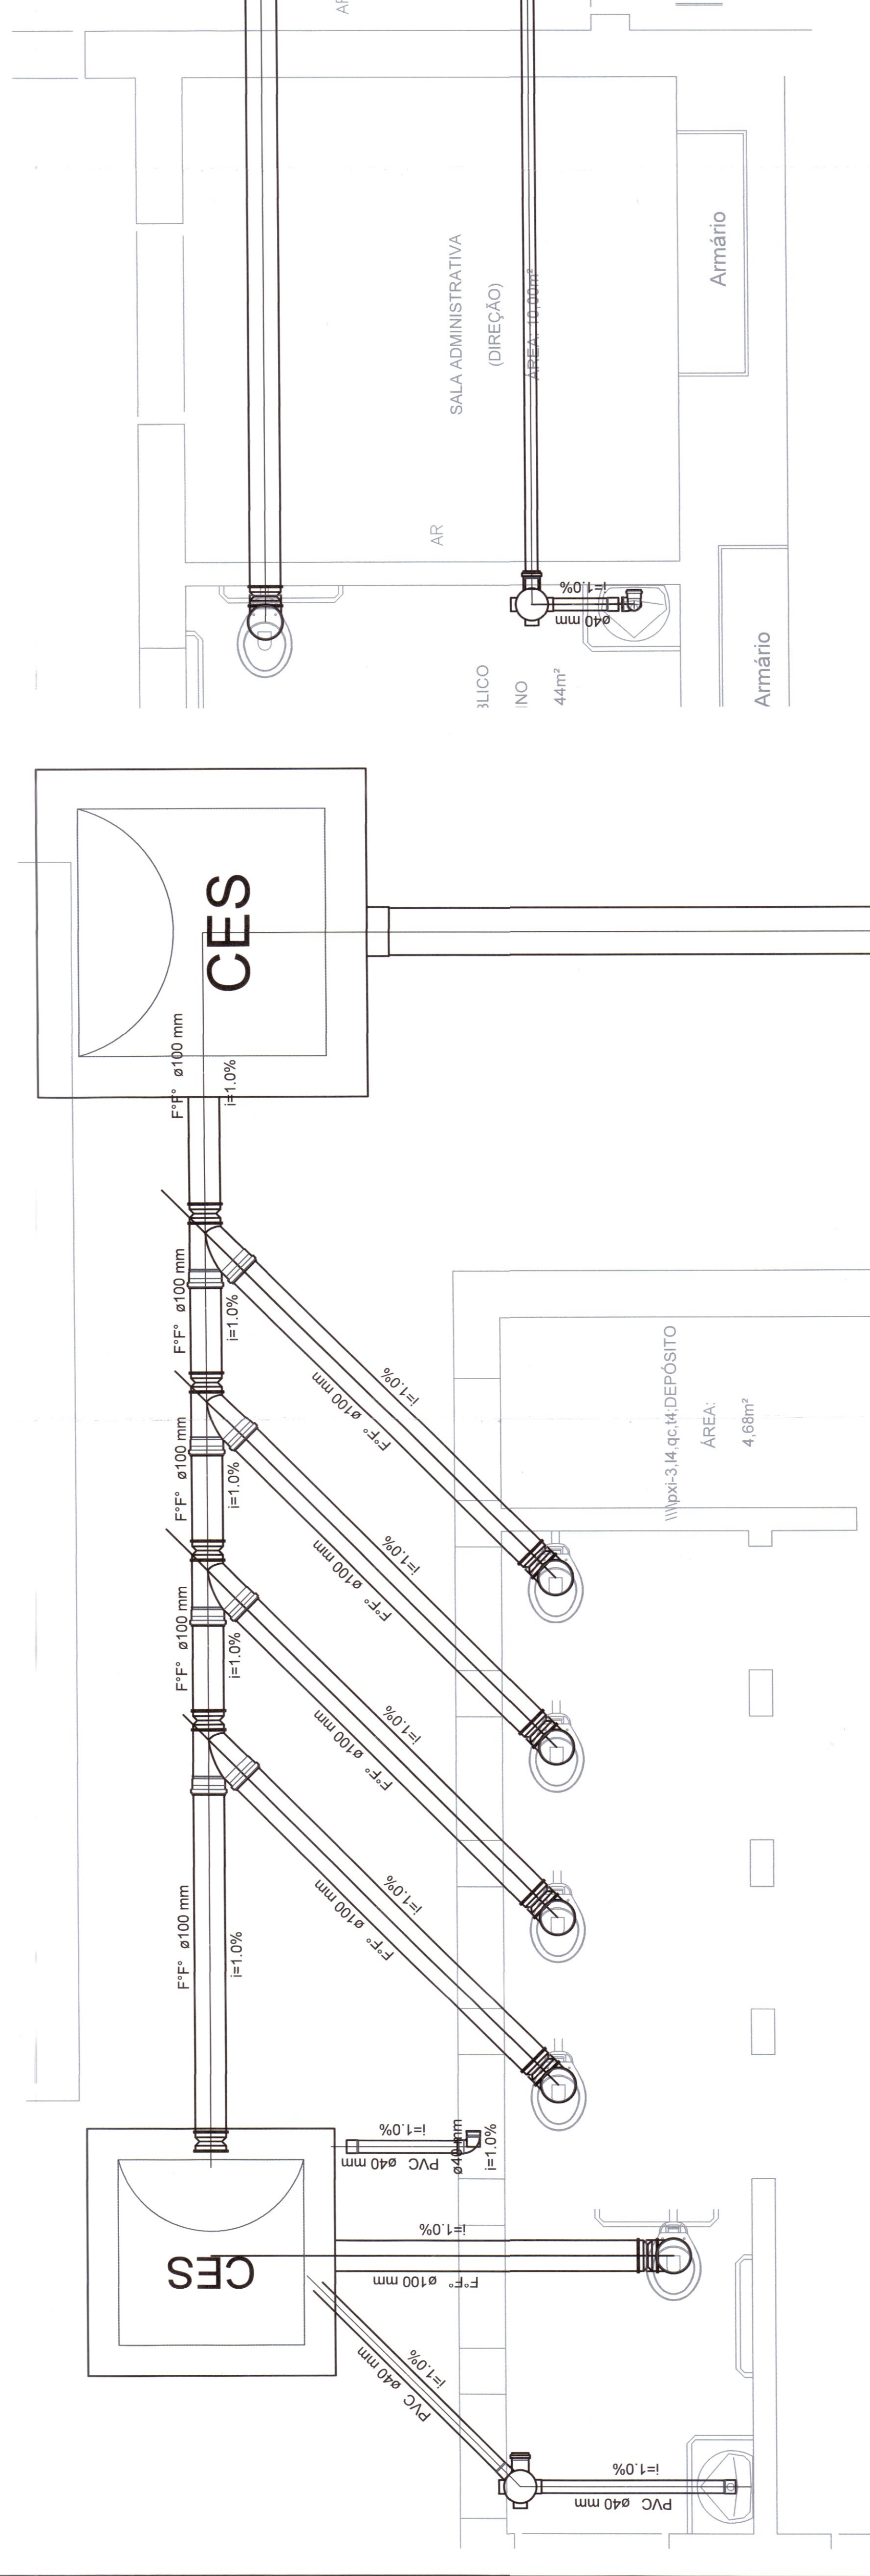 AR
SALA ADMINISTRATIVA
(DIREÇÃO)
ÁREA: 10,00m²
Armário
AR
i=1.0%
ø40 mm
BLICO
INO
44m²
Armário
CES
F°F° ø100 mm
i=1.0%
F°F° ø100 mm
i=1.0%
F°F° ø100 mm
i=1.0%
F°F° ø100 mm
i=1.0%
F°F° ø100 mm
i=1.0%
F°F° ø100 mm
i=1.0%
F°F° ø100 mm
i=1.0%
F°F° ø100 mm
i=1.0%
F°F° ø100 mm
i=1.0%
\\\\pxi-3,l4,qc,t4;DEPÓSITO
ÁREA:
4,68m²
CES
i=1.0%
PVC ø40 mm
ø40 mm
i=1.0%
i=1.0%
F°F° ø100 mm
i=1.0%
PVC ø40 mm
i=1.0%
PVC ø40 mm